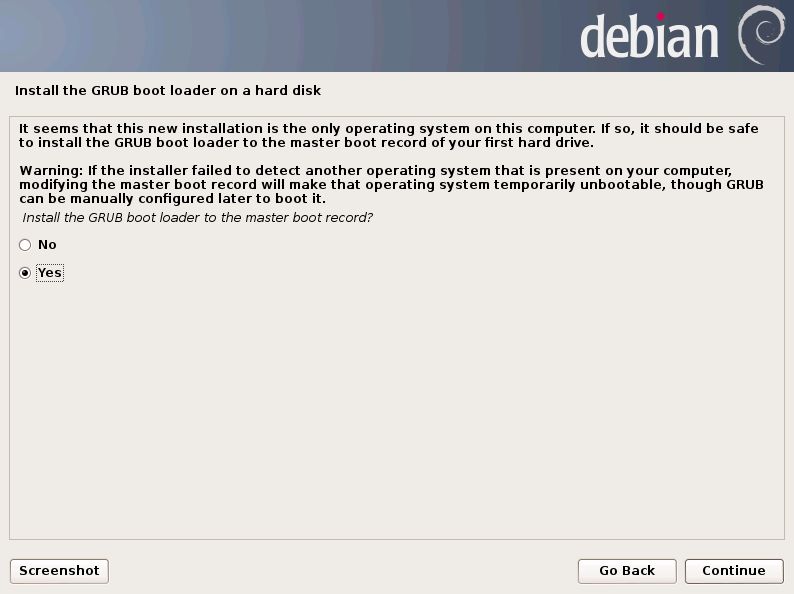 debian
Install the GRUB boot loader on a hard disk
It seems that this new installation is the only operating system on this computer. If so, it should be safe
to install the GRUB boot loader to the master boot record of your first hard drive.
Warning: If the installer failed to detect another operating system that is present on your computer,
modifying the master boot record will make that operating system temporarily unbootable, though GRUB
can be manually configured later to boot it.
Install the GRUB boot loader to the master boot record?
No
Yes
Screenshot
Go Back
Continue